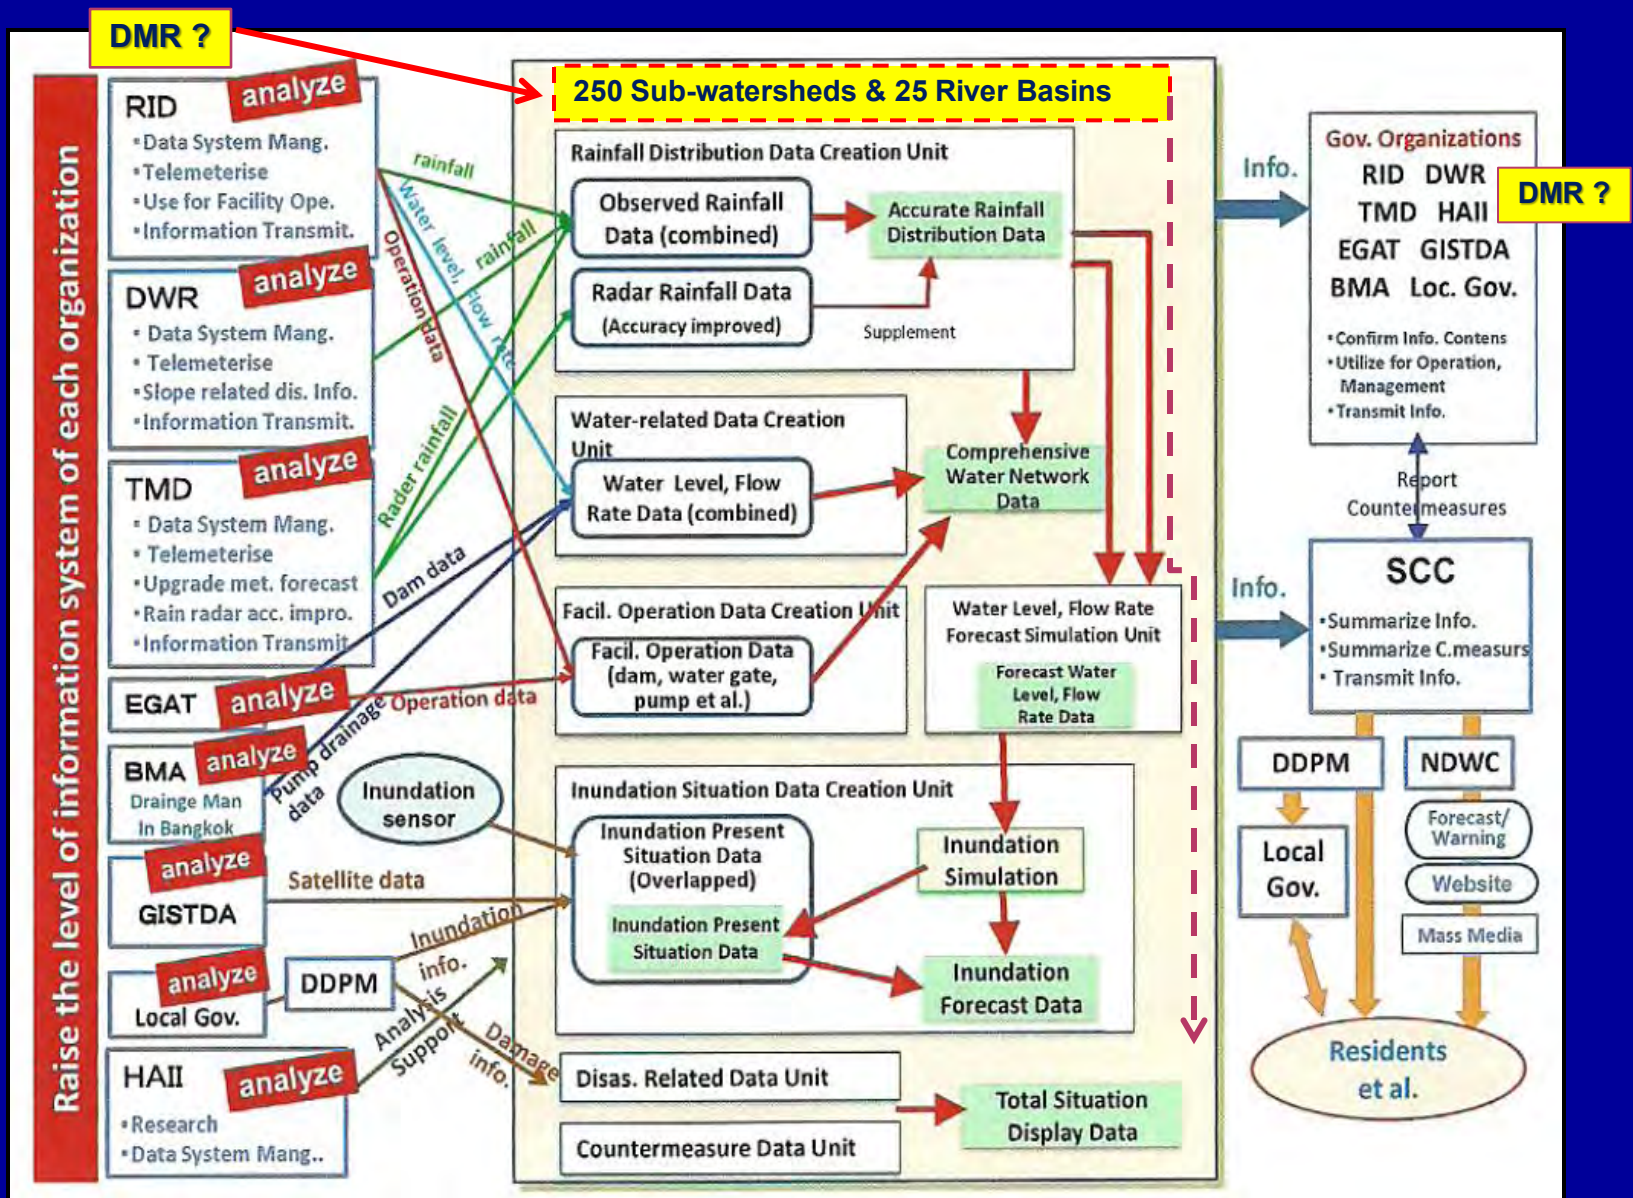 DMR ?
250 Sub-watersheds & 25 River Basins
Raise the level of information system of each organization
RID
analyze
•Data System Mang.
•Telemeterise
•Use for Facility Ope.
•Information Transmit.
DWR
analyze
• Data System Mang.
• Telemeterise
•Slope related dis. Info.
•Information Transmit.
TMD
analyze
• Data System Mang.
• Telemeterise
•Upgrade met. forecast
•Rain radar acc. impro.
•Information Transmit
EGAT
analyze
BMA
analyze
Drainge Man
In Bangkok
analyze
GISTDA
analyze
Local Gov.
DDPM
HAII
analyze
•Research
•Data System Mang..
rainfall
Water level, Flow rate
rainfall
Operation data
Rader rainfall
Dam data
Operation data
Pump drainage
data
Inundation
sensor
Satellite data
Inundation
info.
Analysis
Support
Damage
info.
Rainfall Distribution Data Creation Unit
Observed Rainfall
Data (combined)
Accurate Rainfall
Distribution Data
Radar Rainfall Data
(Accuracy improved)
Supplement
Water-related Data Creation
Unit
Water Level, Flow
Rate Data (combined)
Comprehensive
Water Network
Data
Facil. Operation Data Creation Unit
Facil. Operation Data
(dam, water gate,
pump et al.)
Water Level, Flow Rate
Forecast Simulation Unit
Forecast Water
Level, Flow
Rate Data
Inundation Situation Data Creation Unit
Inundation Present
Situation Data
(Overlapped)
Inundation Present
Situation Data
Inundation
Simulation
Inundation
Forecast Data
Disas. Related Data Unit
Countermeasure Data Unit
Total Situation
Display Data
Info.
Gov. Organizations
RID DWR
TMD HAII
EGAT GISTDA
BMA Loc. Gov.
•Confirm Info. Contens
•Utilize for Operation,
Management
•Transmit Info.
DMR ?
Report
Countermeasures
Info.
SCC
•Summarize Info.
•Summarize C.measurs
• Transmit Info.
DDPM
NDWC
Local
Gov.
Forecast/
Warning
Website
Mass Media
Residents
et al.